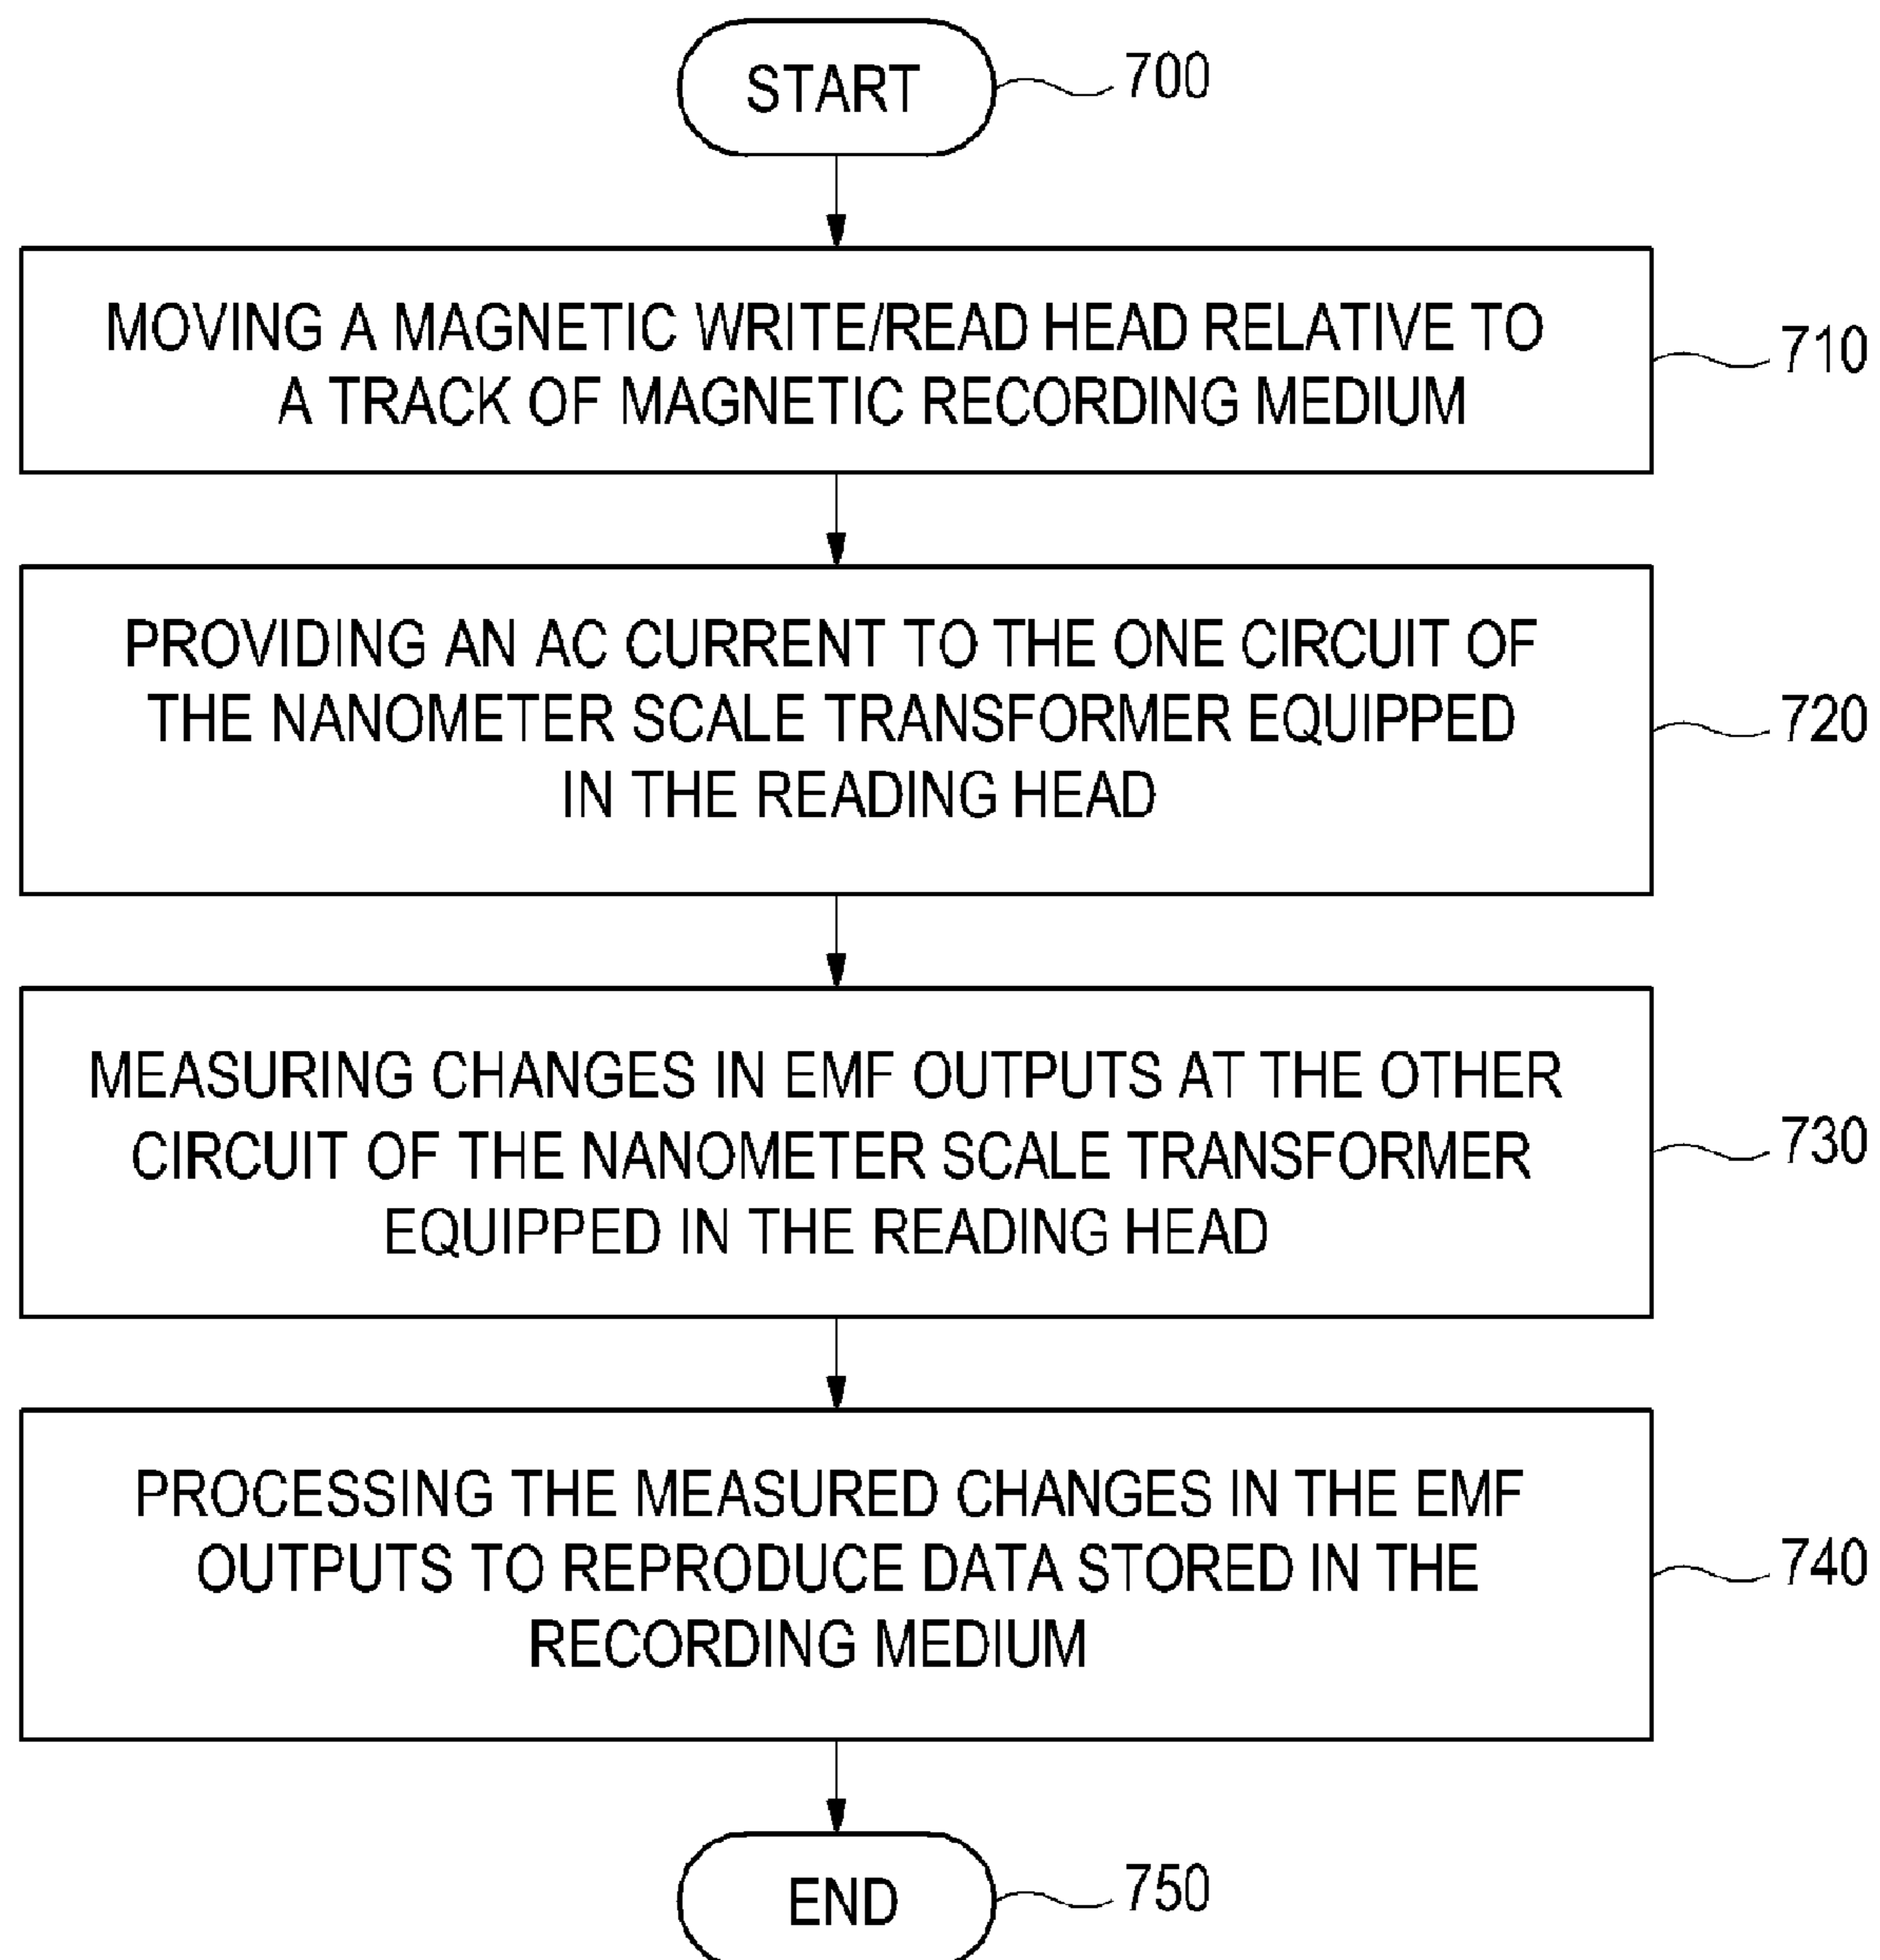 START
700
MOVING A MAGNETIC WRITE/READ HEAD RELATIVE TO
A TRACK OF MAGNETIC RECORDING MEDIUM
710
PROVIDING AN AC CURRENT TO THE ONE CIRCUIT OF
THE NANOMETER SCALE TRANSFORMER EQUIPPED
IN THE READING HEAD
720
MEASURING CHANGES IN EMF OUTPUTS AT THE OTHER
CIRCUIT OF THE NANOMETER SCALE TRANSFORMER
EQUIPPED IN THE READING HEAD
730
PROCESSING THE MEASURED CHANGES IN THE EMF
OUTPUTS TO REPRODUCE DATA STORED IN THE
RECORDING MEDIUM
740
END
750